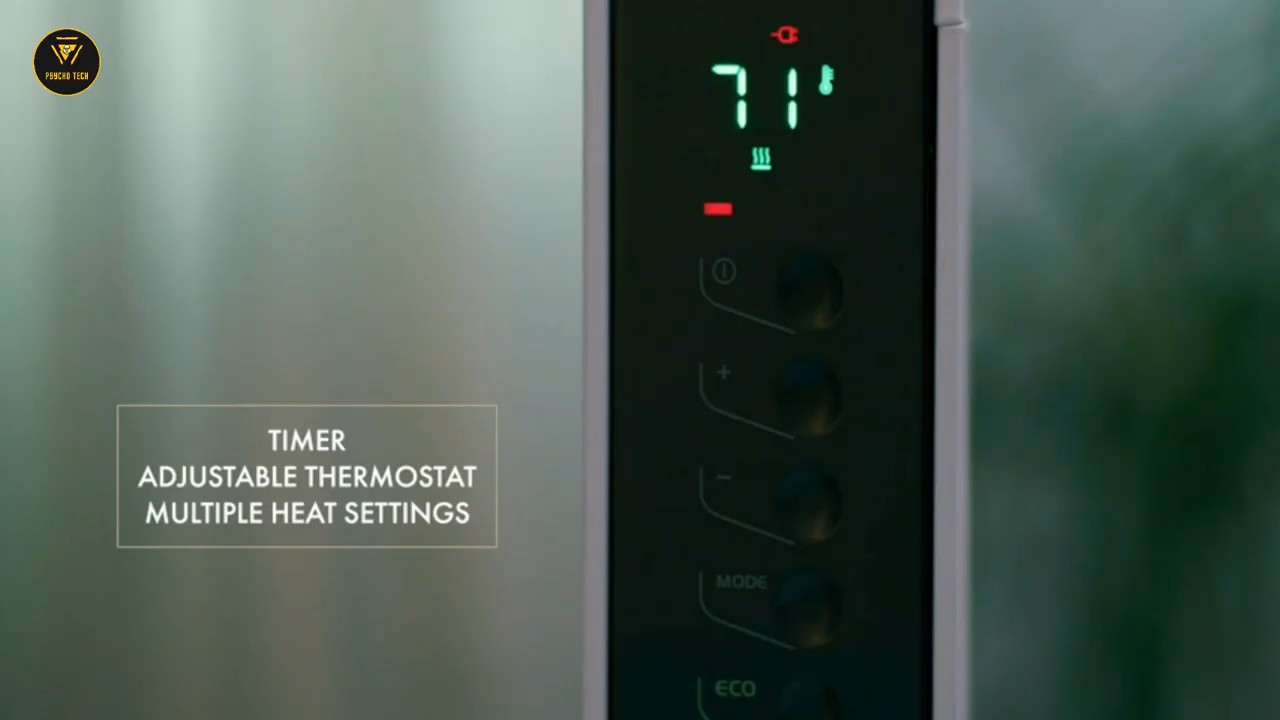 PSYCHO TECH
71
TIMER
ADJUSTABLE THERMOSTAT
MULTIPLE HEAT SETTINGS
+
-
MODE
ECO